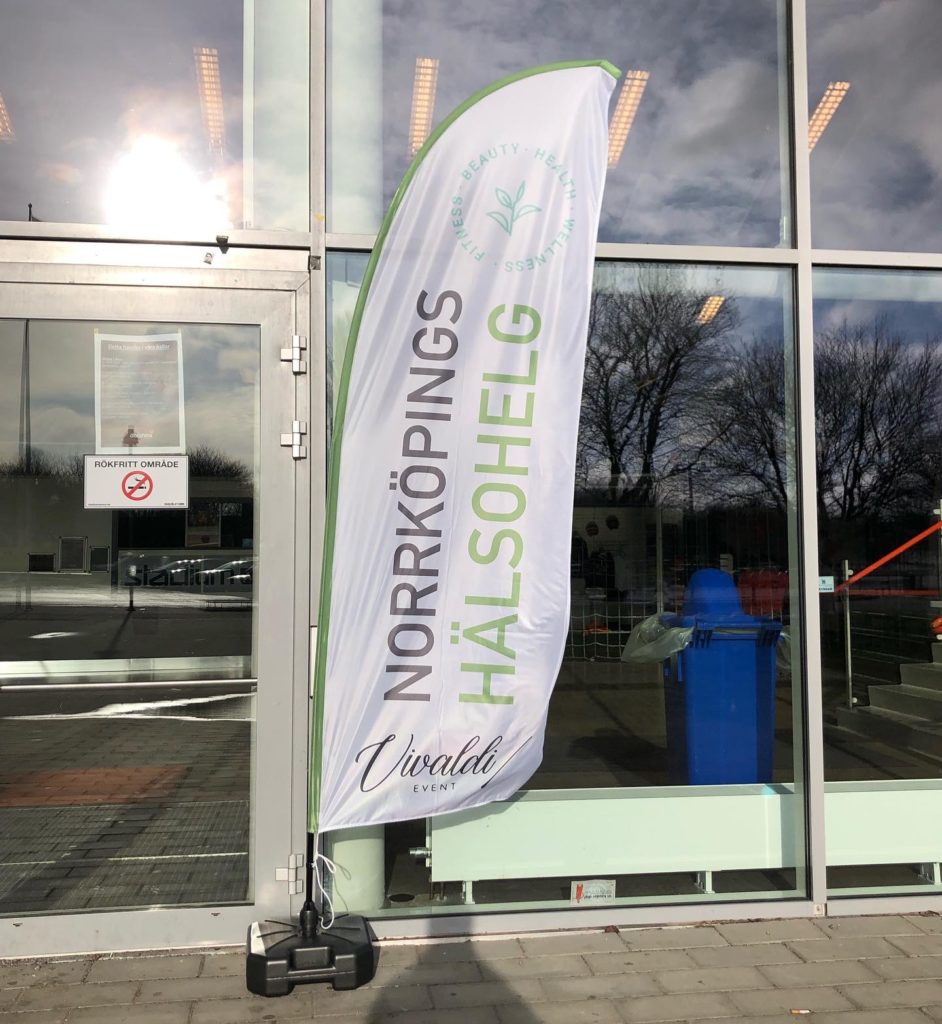 FITNESS · BEAUTY · HEALTH · WELLNESS ·
NORRKÖPINGS
HÄLSOHELG
Vivaldi
EVENT
RÖKFRITT OMRÅDE